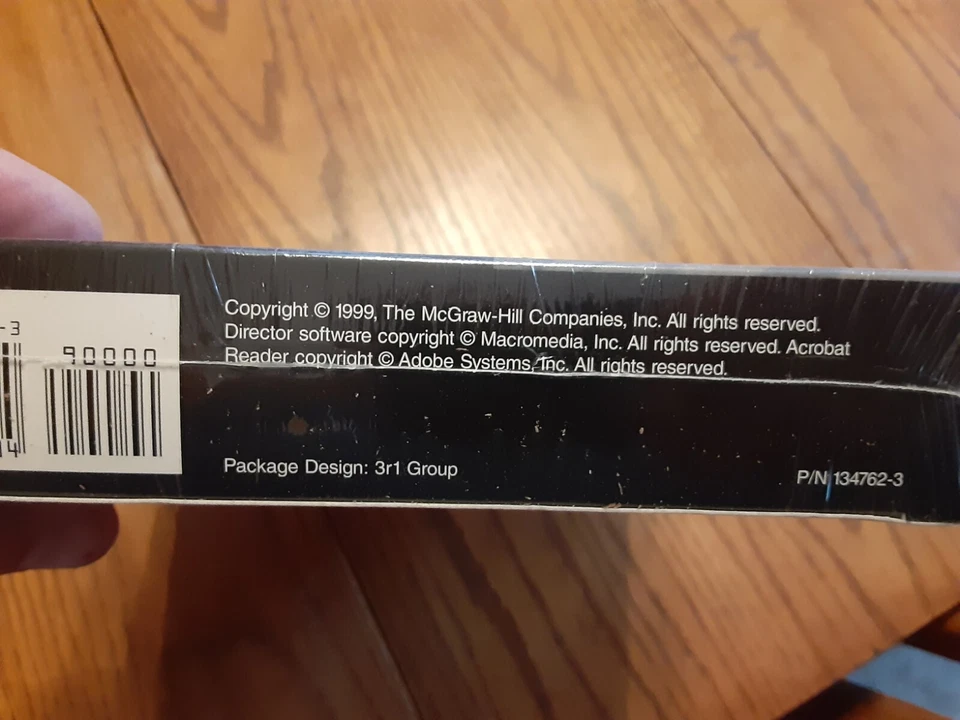 -3
90000
14
Copyright © 1999, The McGraw-Hill Companies, Inc. All rights reserved.
Director software copyright © Macromedia, Inc. All rights reserved. Acrobat
Reader copyright © Adobe Systems, Inc. All rights reserved.
Package Design: 3r1 Group
P/N 134762-3